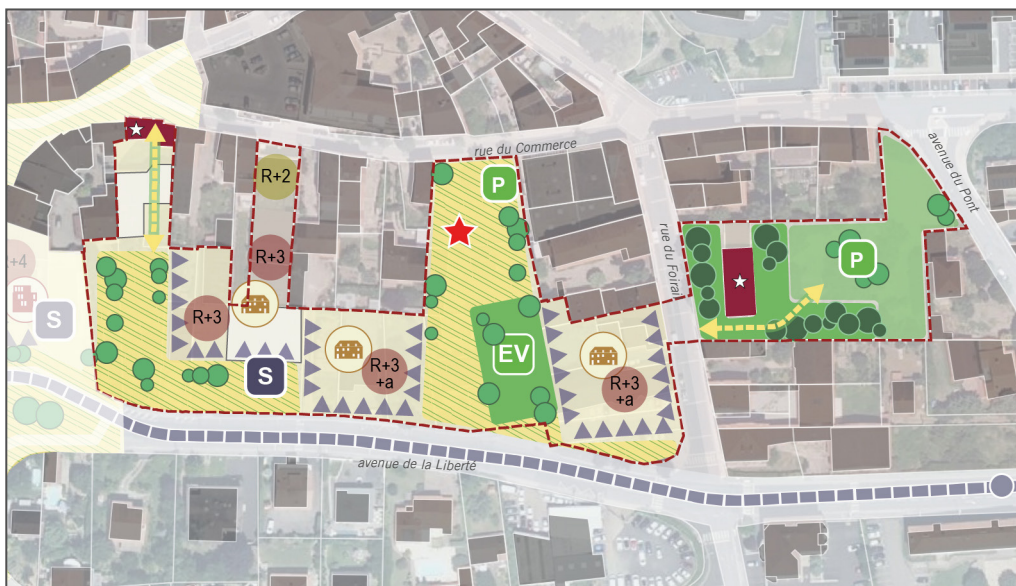 rue du Commerce
avenue du Pont
P
R+2
R+3
rue du Foirail
P
+4
S
R+3
EV
S
R+3
+a
R+3
+a
avenue de la Liberté